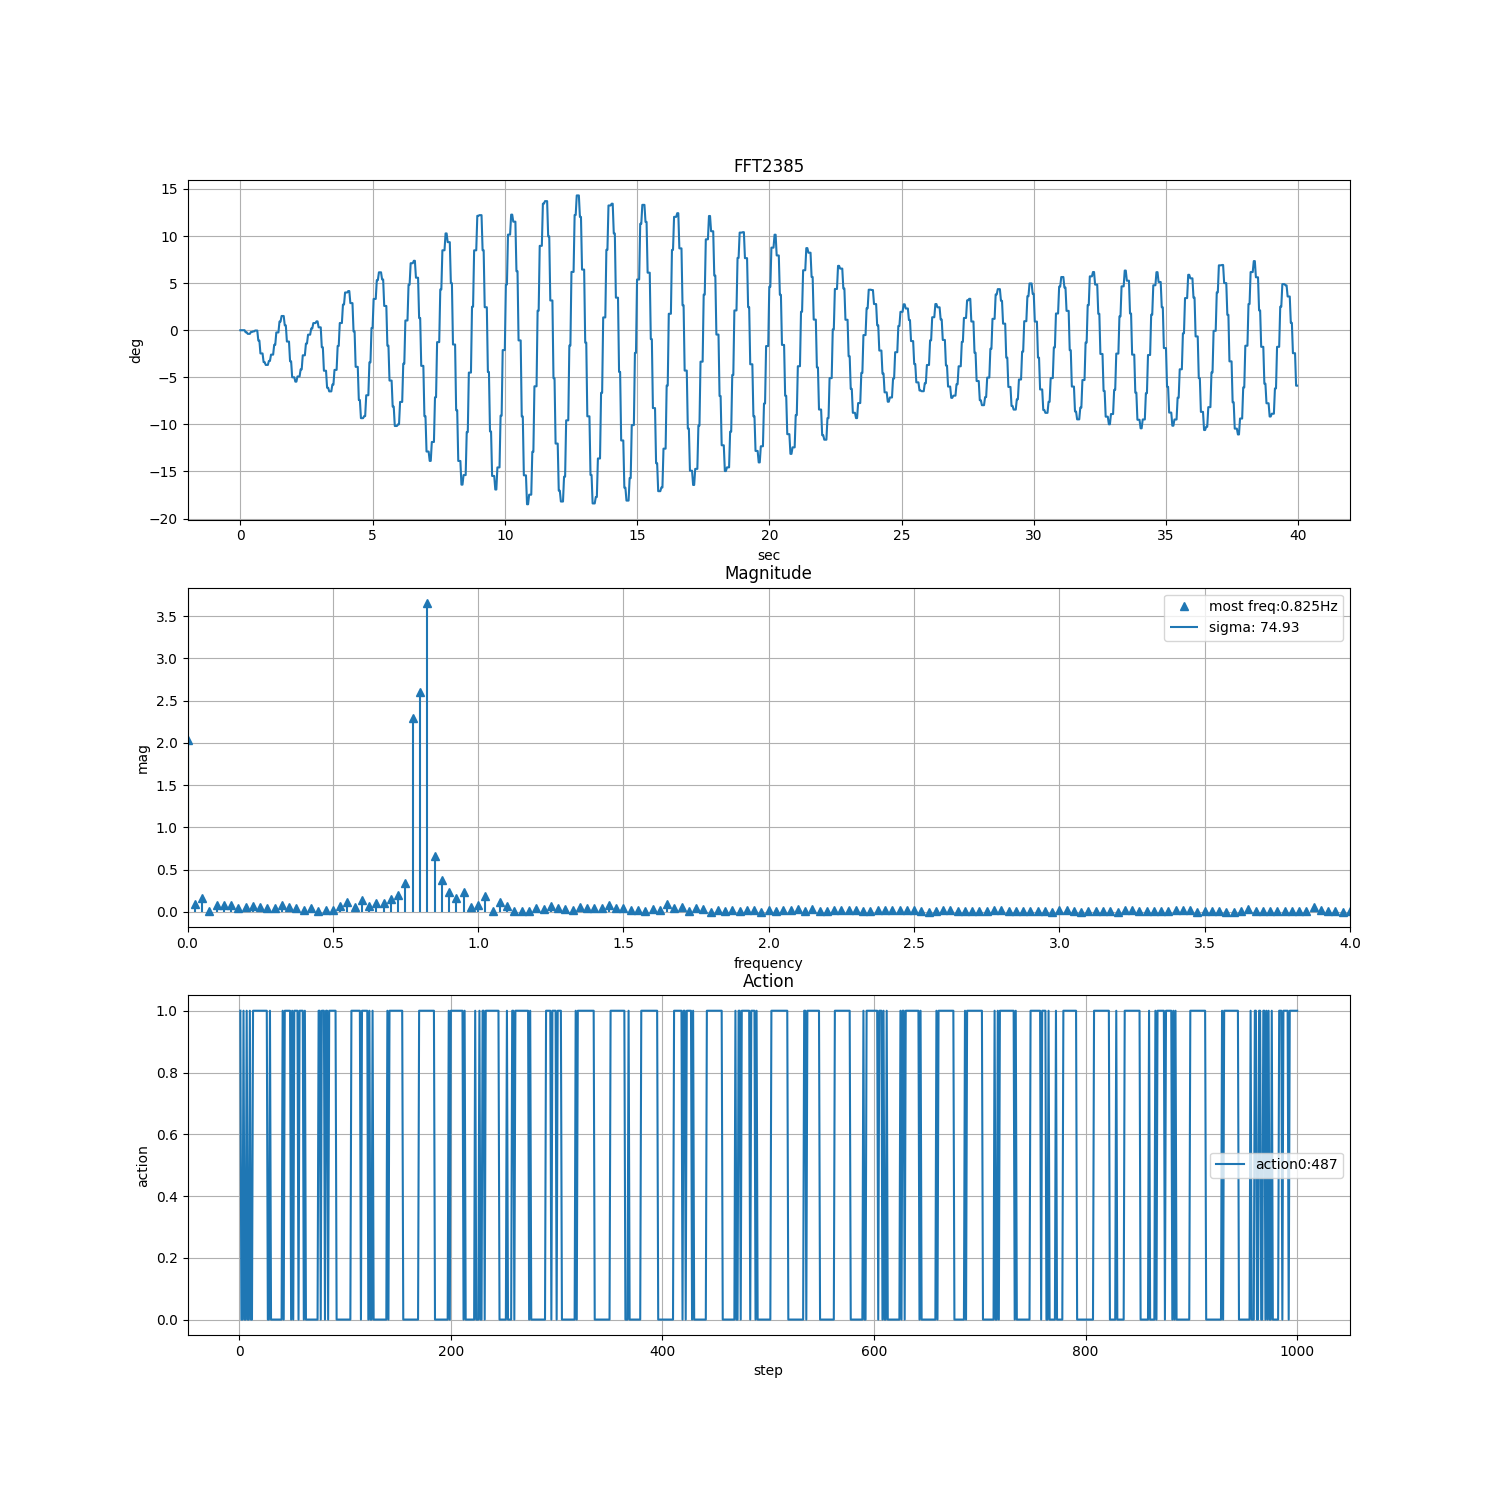 FFT2385
15
10
5
0
−5
−10
−15
−20
deg
0 5 10 15 20 25 30 35 40
sec
Magnitude
3.5
3.0
2.5
2.0
1.5
1.0
0.5
0.0
mag
most freq:0.825Hz
sigma: 74.93
0.0 0.5 1.0 1.5 2.0 2.5 3.0 3.5 4.0
frequency
Action
1.0
0.8
0.6
0.4
0.2
0.0
action
action0:487
0 200 400 600 800 1000
step